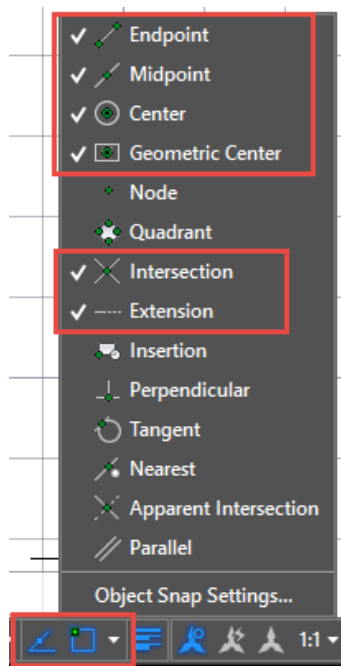 Endpoint
Midpoint
Center
Geometric Center
Node
Quadrant
Intersection
Extension
Insertion
Perpendicular
Tangent
Nearest
Apparent Intersection
Parallel
Object Snap Settings...
1:1